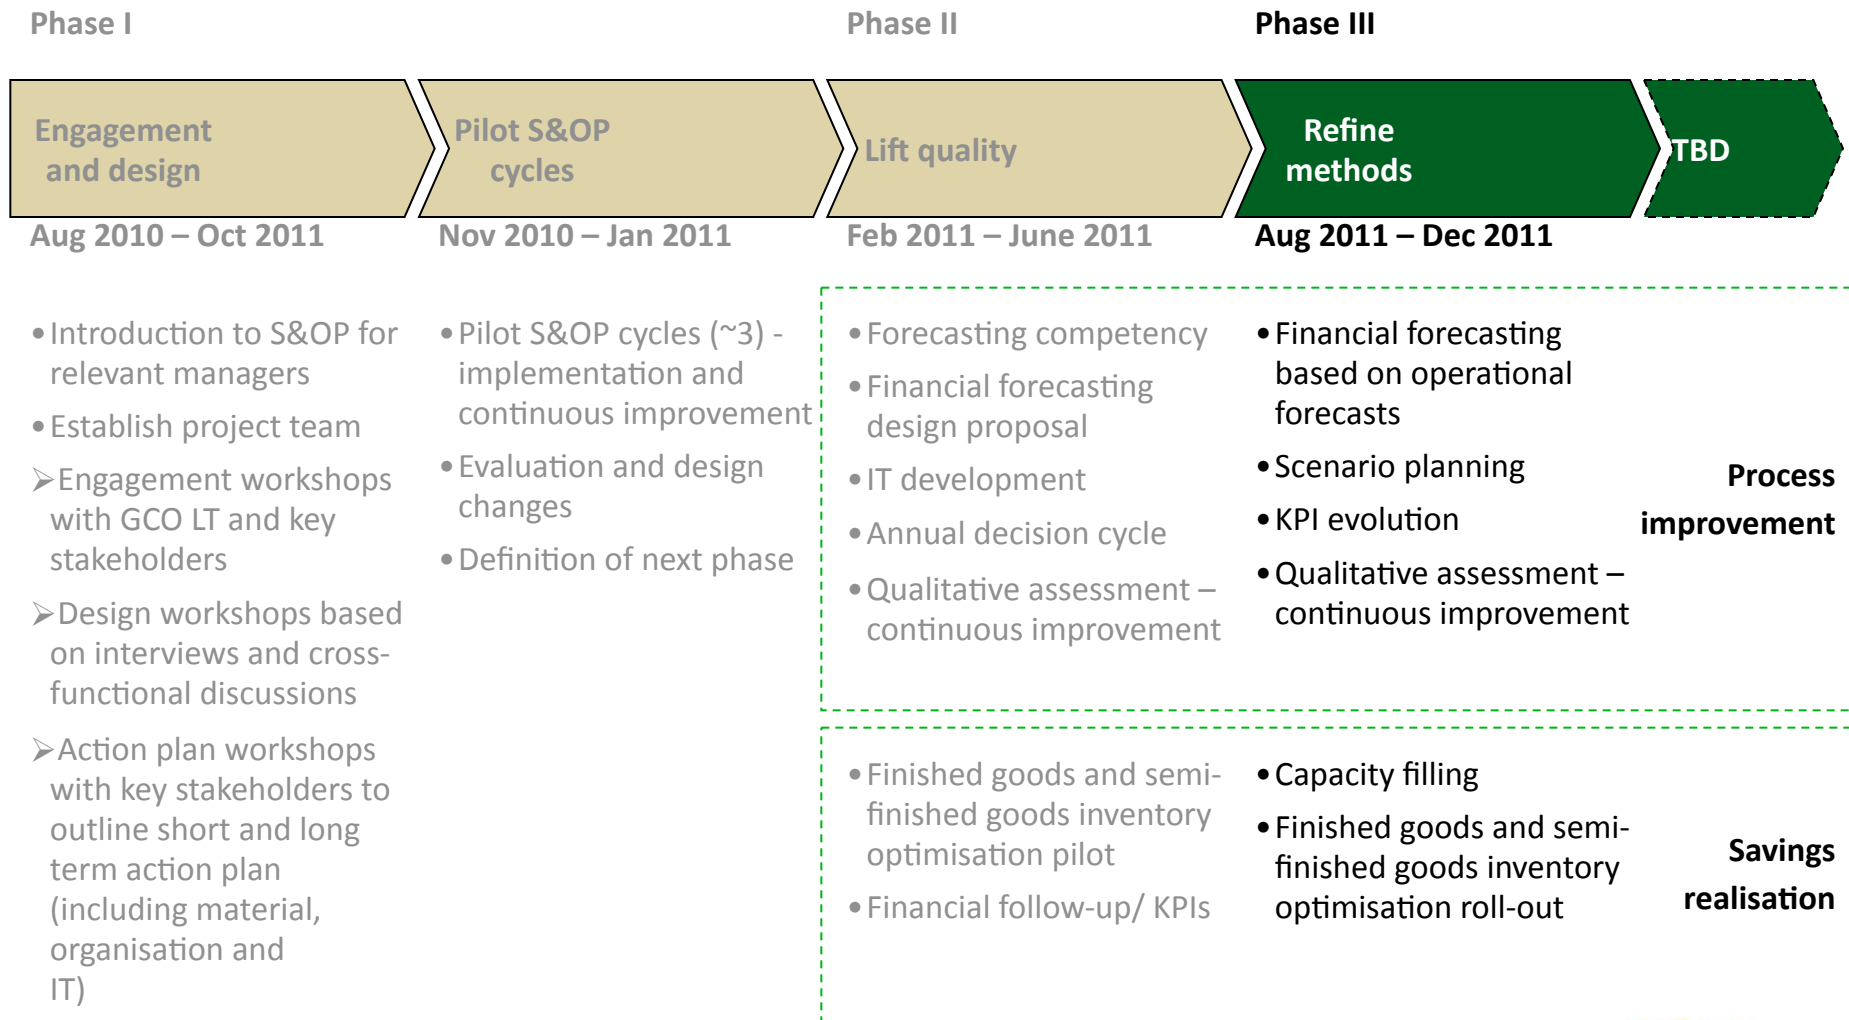 Phase I
Phase II
Phase III
Engagement
and design
Pilot S&OP
cycles
Lift quality
Refine
methods
TBD
Aug 2010 – Oct 2011
Nov 2010 – Jan 2011
Feb 2011 – June 2011
Aug 2011 – Dec 2011
•Introduction to S&OP for
relevant managers
•Establish project team
➢Engagement workshops
with GCO LT and key
stakeholders
➢Design workshops based
on interviews and cross-
functional discussions
➢Action plan workshops
with key stakeholders to
outline short and long
term action plan
(including material,
organisation and
IT)
•Pilot S&OP cycles (~3) -
implementation and
continuous improvement
•Evaluation and design
changes
•Definition of next phase
•Forecasting competency
•Financial forecasting
design proposal
•IT development
•Annual decision cycle
•Qualitative assessment –
continuous improvement
•Financial forecasting
based on operational
forecasts
•Scenario planning
•KPI evolution
•Qualitative assessment –
continuous improvement
Process
improvement
•Finished goods and semi-
finished goods inventory
optimisation pilot
•Financial follow-up/ KPIs
•Capacity filling
•Finished goods and semi-
finished goods inventory
optimisation roll-out
Savings
realisation